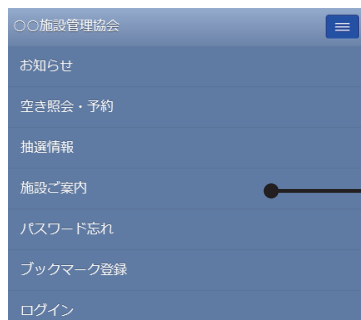 ○○施設管理協会
お知らせ
空き照会・予約
抽選情報
施設ご案内
パスワード忘れ
ブックマーク登録
ログイン